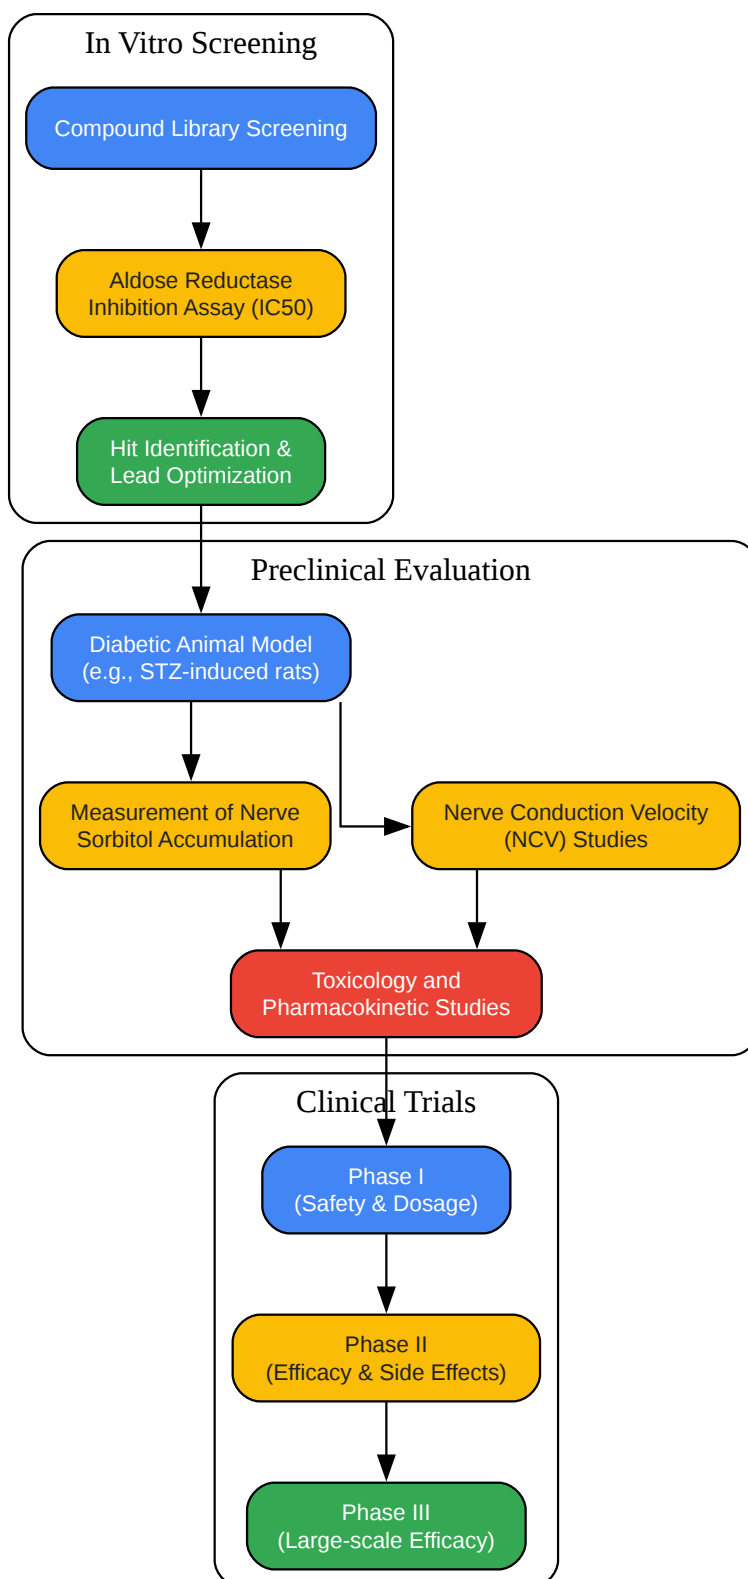 In Vitro Screening
Compound Library Screening
Aldose Reductase
Inhibition Assay (IC50)
Hit Identification &
Lead Optimization
Preclinical Evaluation
Diabetic Animal Model
(e.g., STZ-induced rats)
Measurement of Nerve
Sorbitol Accumulation
Nerve Conduction Velocity
(NCV) Studies
Toxicology and
Pharmacokinetic Studies
Clinical Trials
Phase I
(Safety & Dosage)
Phase II
(Efficacy & Side Effects)
Phase III
(Large-scale Efficacy)